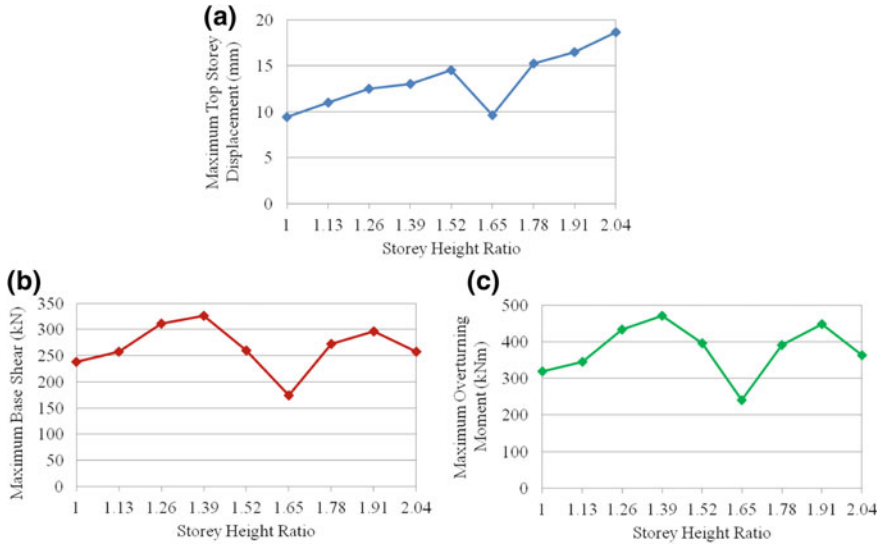 (a)
Maximum Top Storey
Displacement (mm)
20
15
10
5
0
1 1.13 1.26 1.39 1.52 1.65 1.78 1.91 2.04
Storey Height Ratio
(b)
Maximum Base Shear (kN)
350
300
250
200
150
100
50
0
1 1.13 1.26 1.39 1.52 1.65 1.78 1.91 2.04
Storey Height Ratio
(c)
Maximum Overturning
Moment (kNm)
500
400
300
200
100
0
1 1.13 1.26 1.39 1.52 1.65 1.78 1.91 2.04
Storey Height Ratio